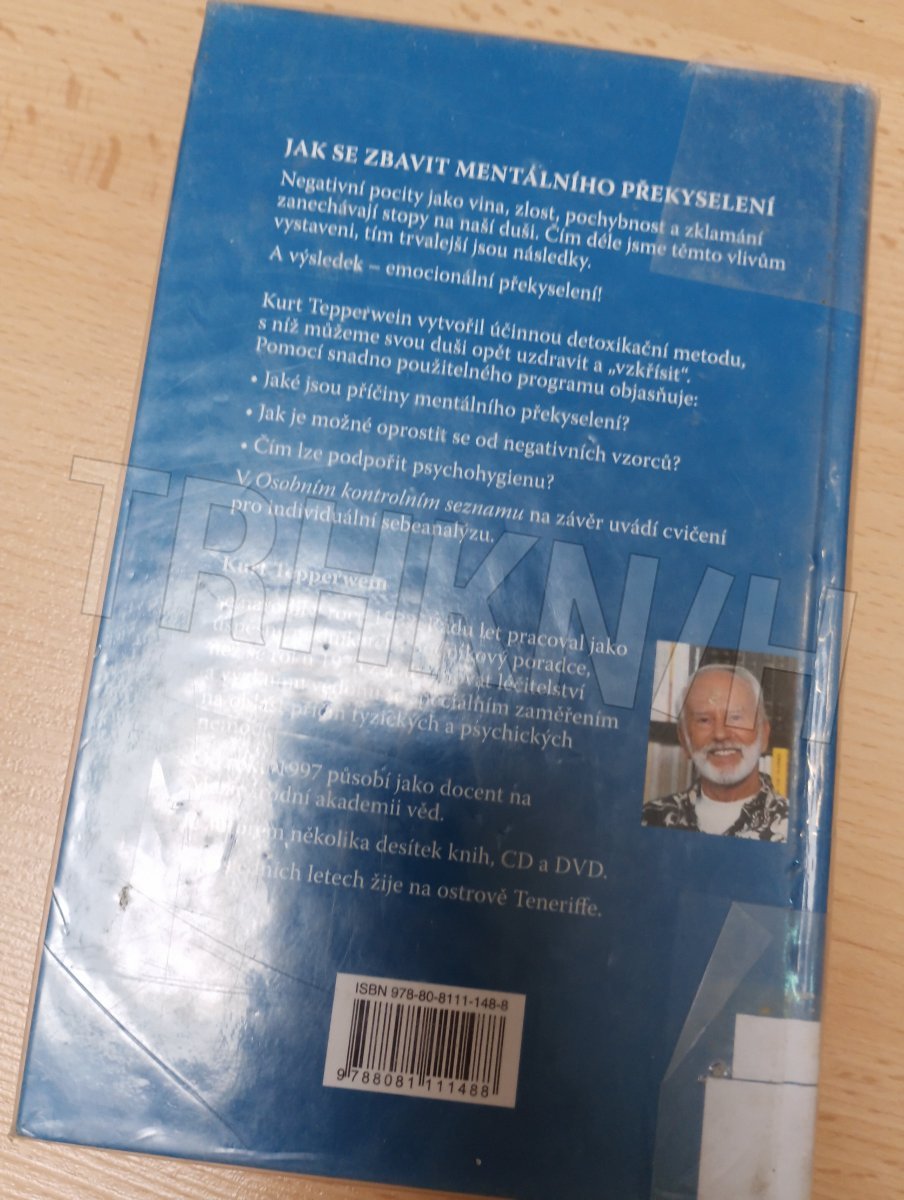 JAK SE ZBAVIT MENTÁLNÍHO PŘEKYSELENÍ
Negativní pocity jako vina, zlost, pochybnost a zklamání
zanechávají stopy na naší duši. Čím déle jsme těmto vlivům
vystaveni, tím trvalejší jsou následky.
A výsledek – emocionální překyselení!
Kurt Tepperwein vytvořil účinnou detoxikační metodu,
s níž můžeme svou duši opět uzdravit a „vzkřísit“.
Pomocí snadno použitelného programu objasňuje:
• Jaké jsou příčiny mentálního překyselení?
• Jak je možné oprostit se od negativních vzorců?
• Čím lze podpořit psychohygienu?
V Osobním kontrolním seznamu na závěr uvádí cvičení
pro individuální sebeanalýzu.
Kurt Tepperwein
řadu let pracoval jako
poradce,
léčitelství
speciálním zaměřením
fyzických a psychických
1997 působí jako docent na
akademii věd.
několika desítek knih, CD a DVD.
letech žije na ostrově Teneriffe.
TRHKNIH
ISBN 978-80-8111-148-8
9 788081 111488